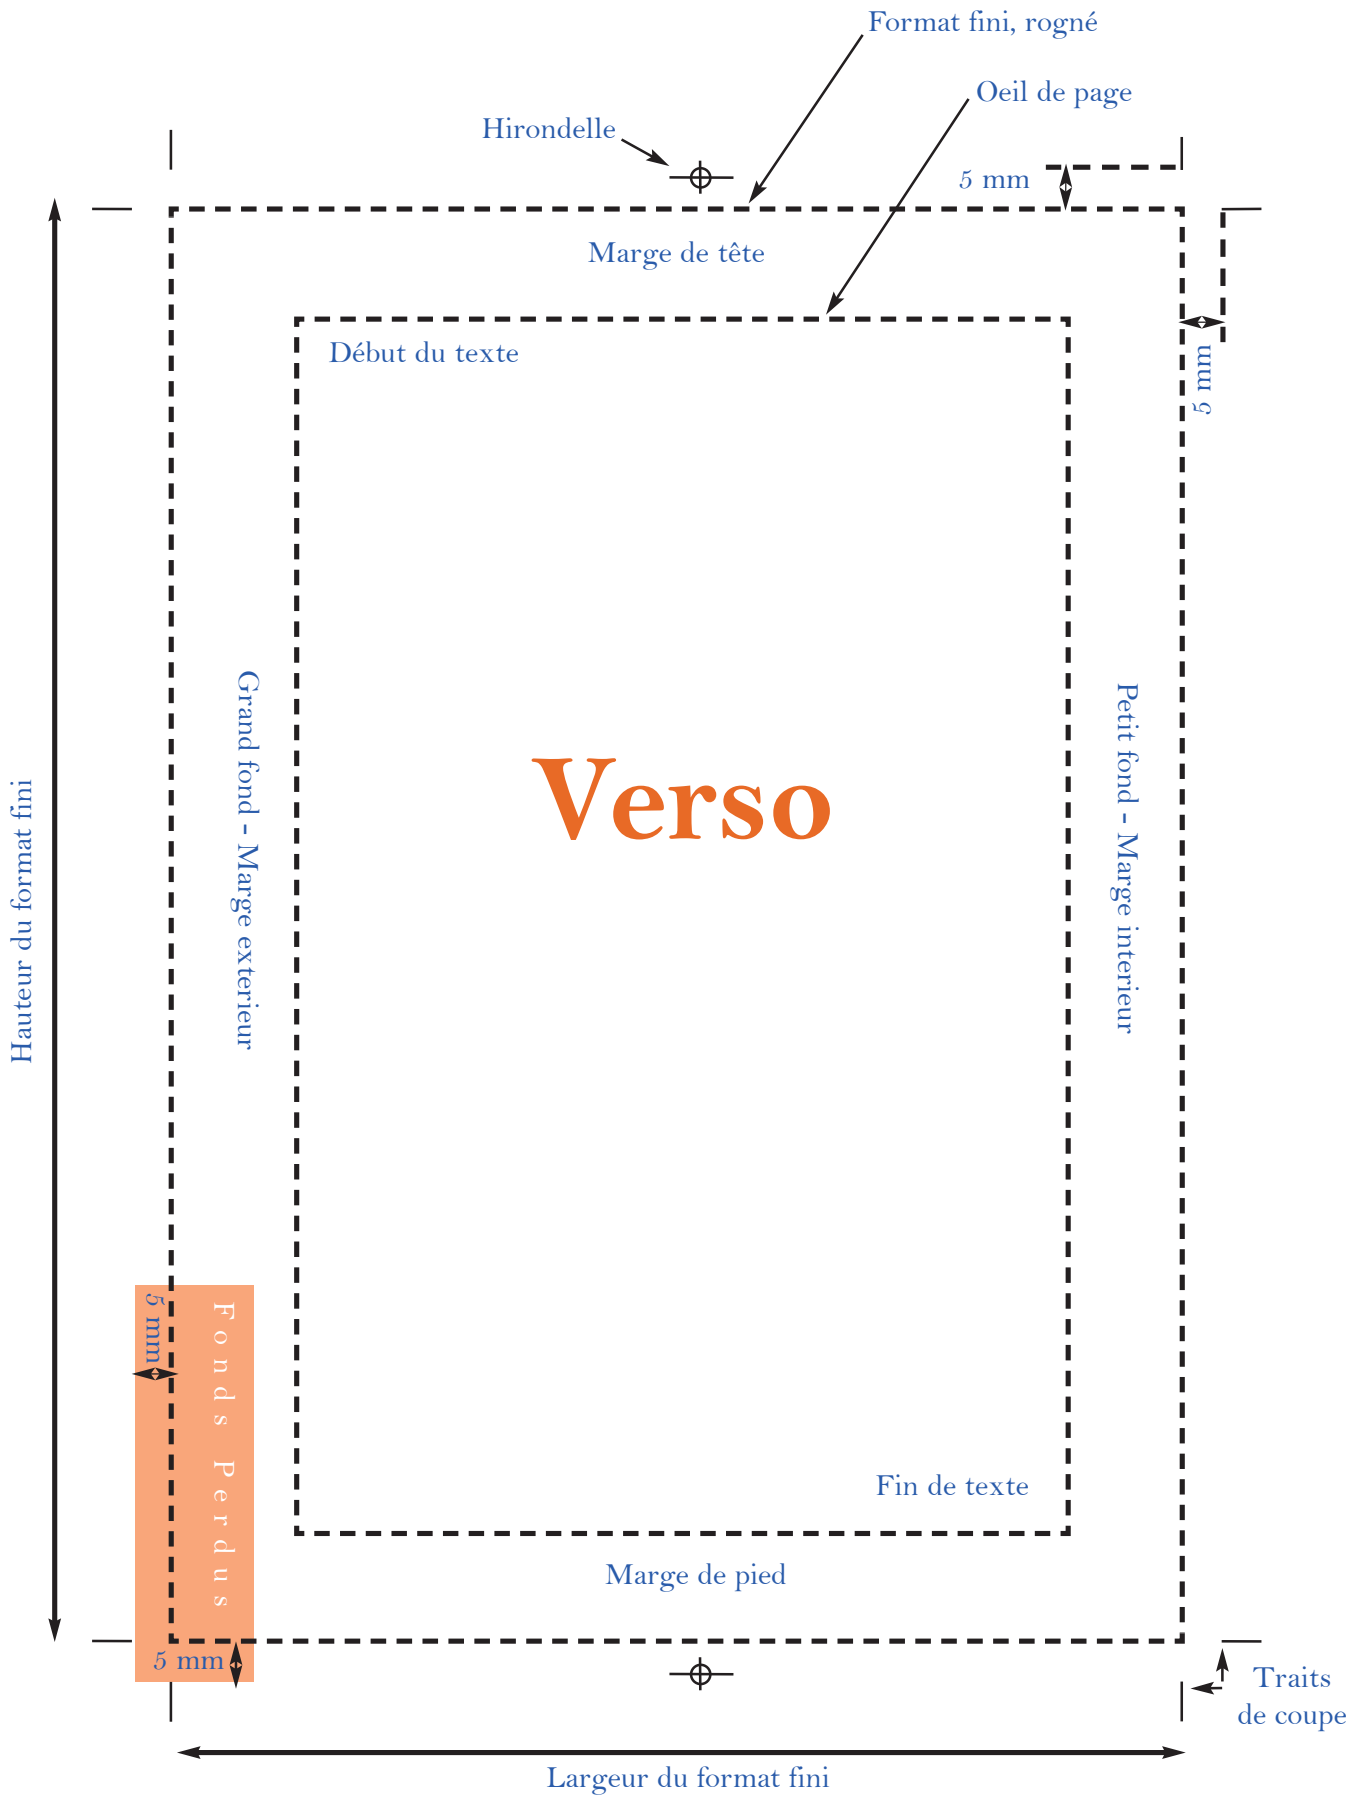 Format fini, rogné
Oeil de page
Hirondelle
5 mm
Marge de tête
Début du texte
5 mm
Grand fond - Marge exterieur
Petit fond - Marge interieur
Verso
Hauteur du format fini
5 mm
Fonds Perdus
Fin de texte
Marge de pied
5 mm
Traits
de coupe
Largeur du format fini